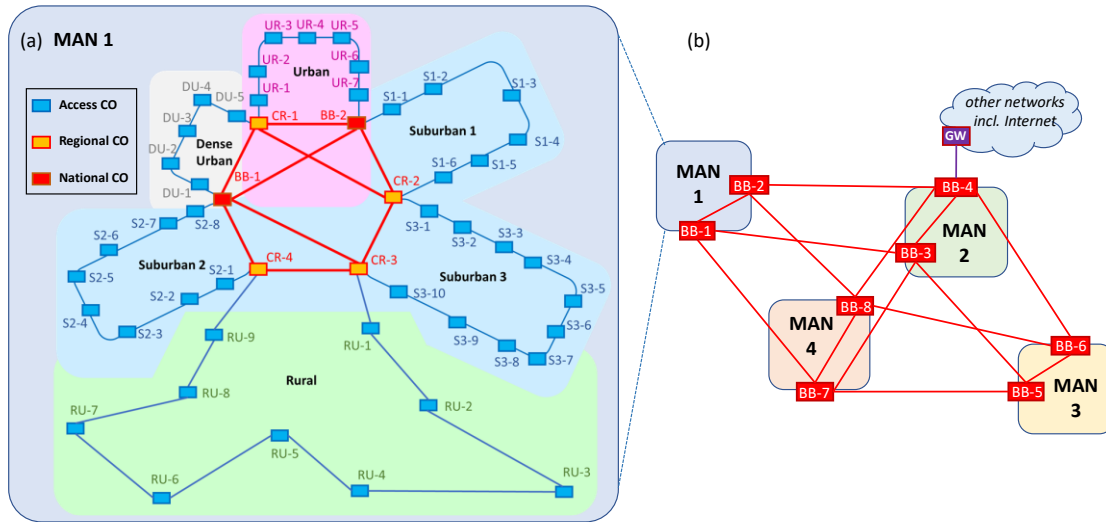 (a) MAN 1
Access CO
Regional CO
National CO
UR-3 UR-4 UR-5
UR-2
UR-6
Urban
UR-1
UR-7
CR-1
BB-2
DU-4
DU-5
DU-3
DU-2
DU-1
Dense
Urban
BB-1
S1-1
S1-2
S1-3
S1-4
S1-5
S1-6
Suburban 1
CR-2
S2-8
S2-7
S2-6
S2-5
S2-4
S2-3
S2-2
S2-1
Suburban 2
CR-4
CR-3
S3-1
S3-2
S3-3
S3-4
S3-5
S3-6
S3-7
S3-8
S3-9
S3-10
Suburban 3
RU-9
RU-1
Rural
RU-8
RU-2
RU-7
RU-5
RU-6
RU-4
RU-3
(b)
other networks
incl. Internet
GW
MAN
1
BB-2
BB-1
BB-4
MAN
2
BB-3
BB-8
MAN
4
BB-7
BB-6
BB-5
MAN
3